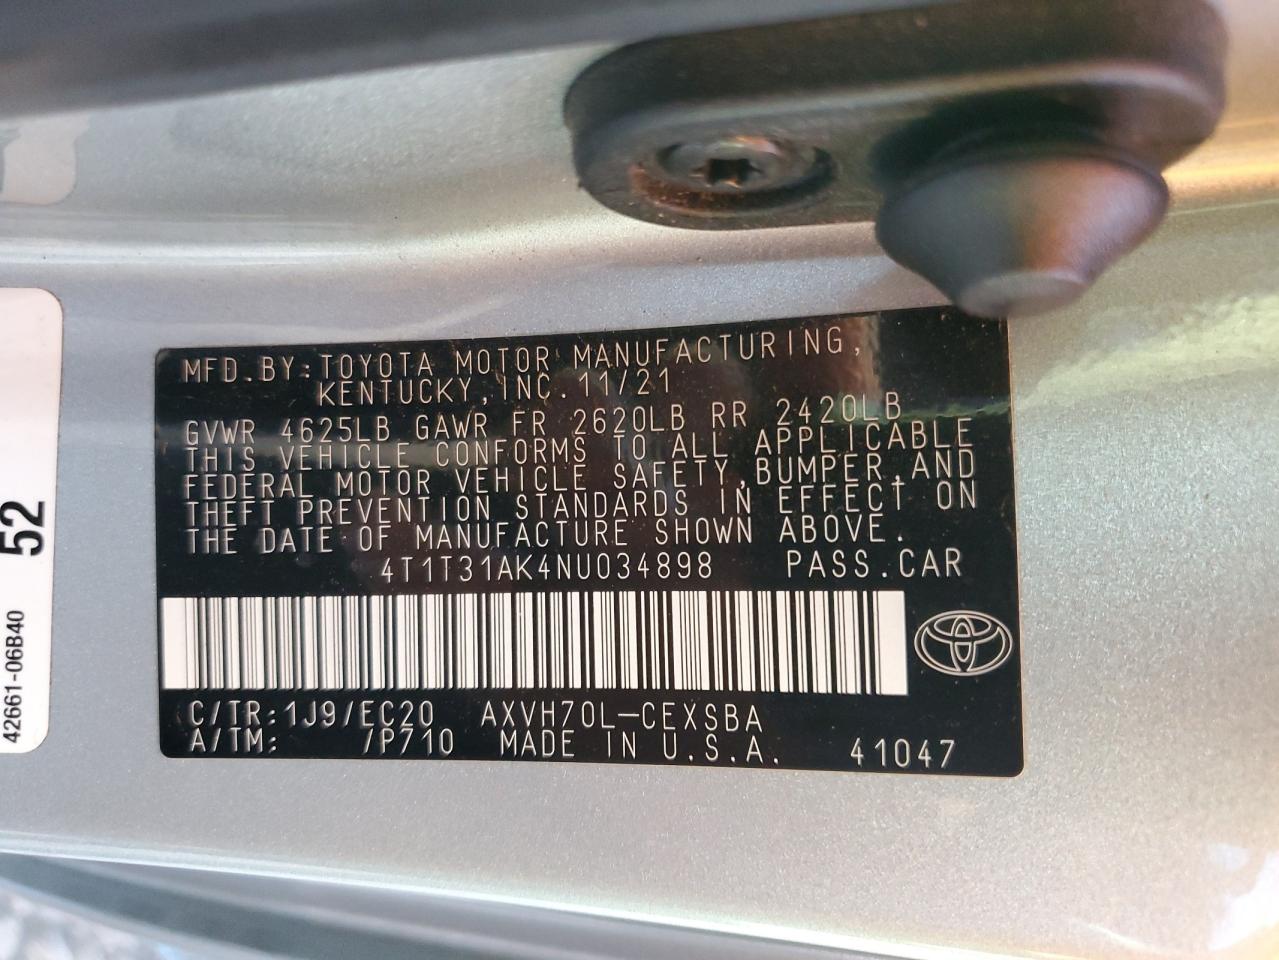 MFD.BY:TOYOTA MOTOR MANUFACTURING,
KENTUCKY,INC.11/21
GVWR 4625LB GAWR FR 2620LB RR 2420LB
THIS VEHICLE CONFORMS TO ALL APPLICABLE
FEDERAL MOTOR VEHICLE SAFETY,BUMPER,AND
THEFT PREVENTION STANDARDS IN EFFECT ON
THE DATE OF MANUFACTURE SHOWN ABOVE.
4T1T31AK4NU034898 PASS.CAR
C/TR:1J9/EC20 AXVH70L-CEXSBA
A/TM: /P710 MADE IN U.S.A. 41047
52
42661-06B40